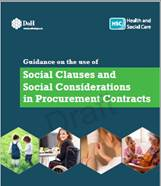 DoH
HSC
Health and
Social Care
Guidance on the use of
Social Clauses and
Social Considerations
in Procurement Contracts
Draft